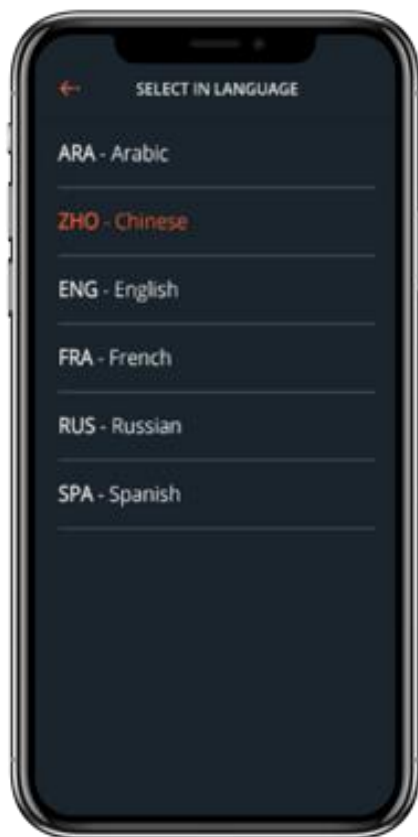 SELECT IN LANGUAGE
ARA - Arabic
ZHO - Chinese
ENG - English
FRA - French
RUS - Russian
SPA - Spanish